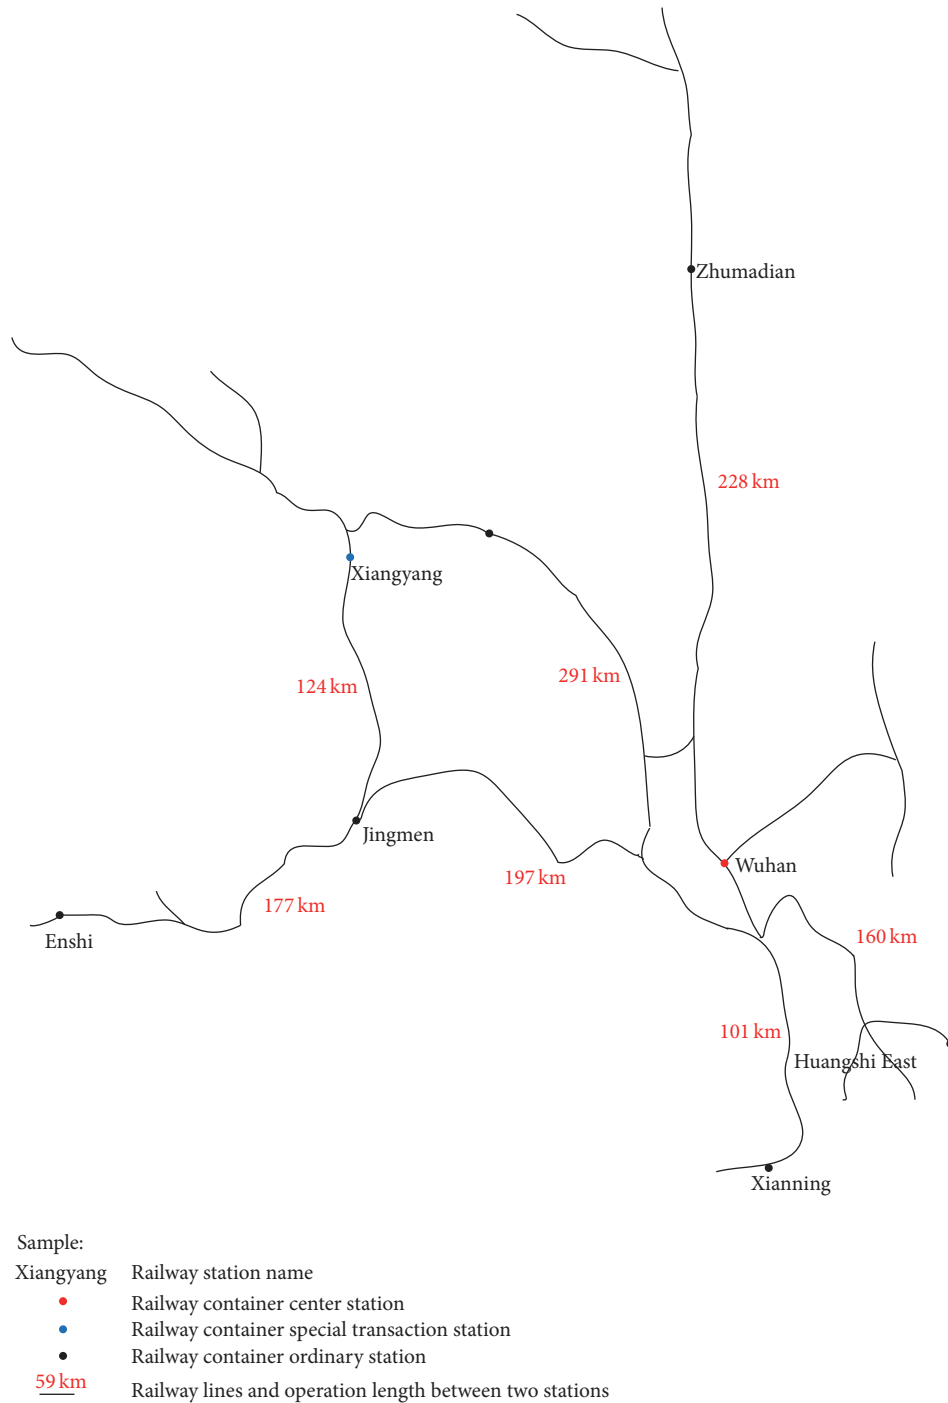 Zhumadian
228 km
Xiangyang
291 km
124 km
Jingmen
Wuhan
197 km
177 km
160 km
Enshi
101 km
Huangshi East
Xianning
Sample:
Xiangyang Railway station name
Railway container center station
Railway container special transaction station
Railway container ordinary station
59 km Railway lines and operation length between two stations